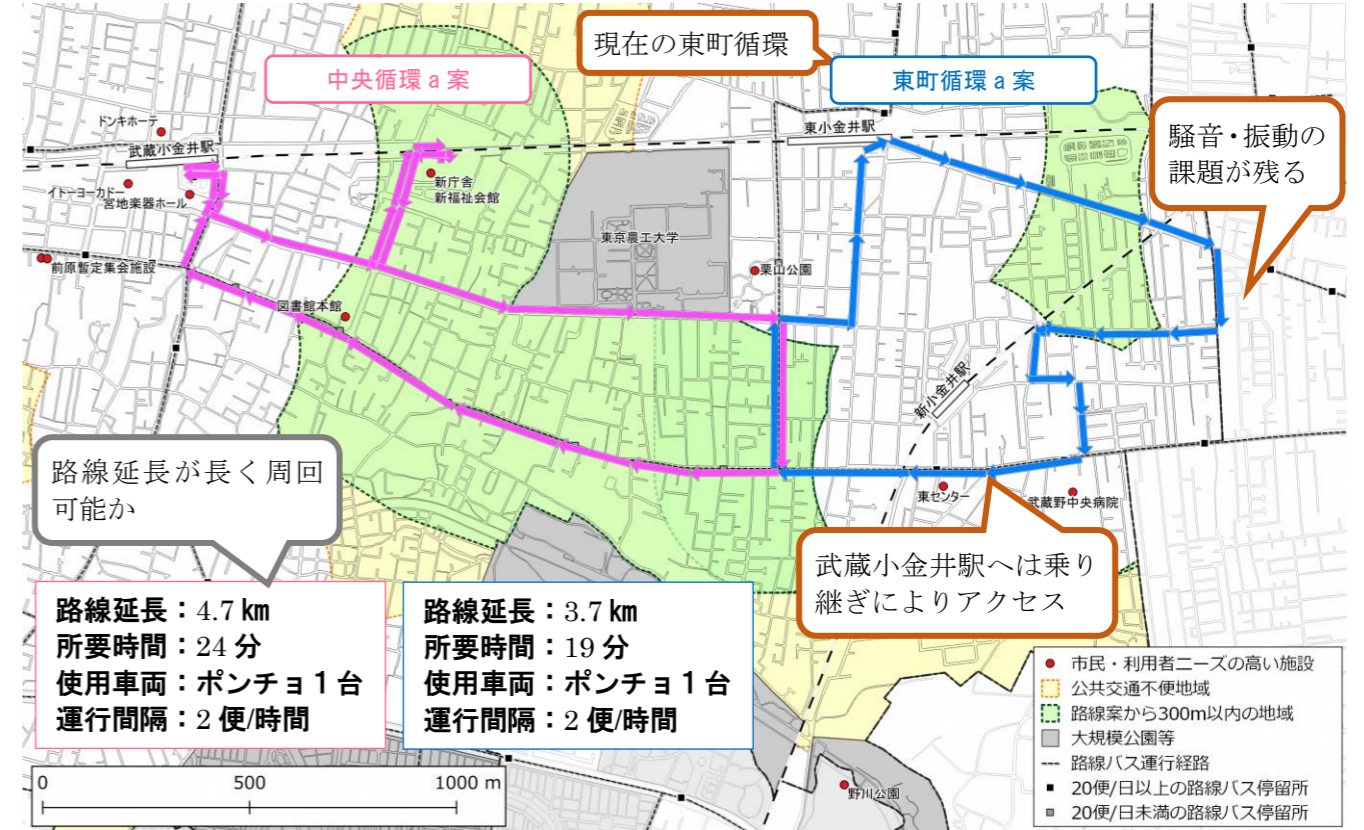 現在の東町循環
中央循環a案
東町循環a案
ドンキホーテ
武蔵小金井駅
東小金井駅
騒音・振動の
課題が残る
イトーヨーカドー
宮地楽器ホール
新庁舎
新福祉会館
東京農工大学
前原暫定集会施設
栗山公園
図書館本館
新小金井駅
路線延長が長く周回
可能か
東センター
武蔵野中央病院
武蔵小金井駅へは乗り
継ぎによりアクセス
路線延長：4.7㎞
所要時間：24分
使用車両：ポンチョ1台
運行間隔：2便/時間
路線延長：3.7㎞
所要時間：19分
使用車両：ポンチョ1台
運行間隔：2便/時間
市民・利用者ニーズの高い施設
公共交通不便地域
路線案から300m以内の地域
大規模公園等
路線バス運行経路
20便/日以上の路線バス停留所
20便/日未満の路線バス停留所
0 500 1000 m
野川公園